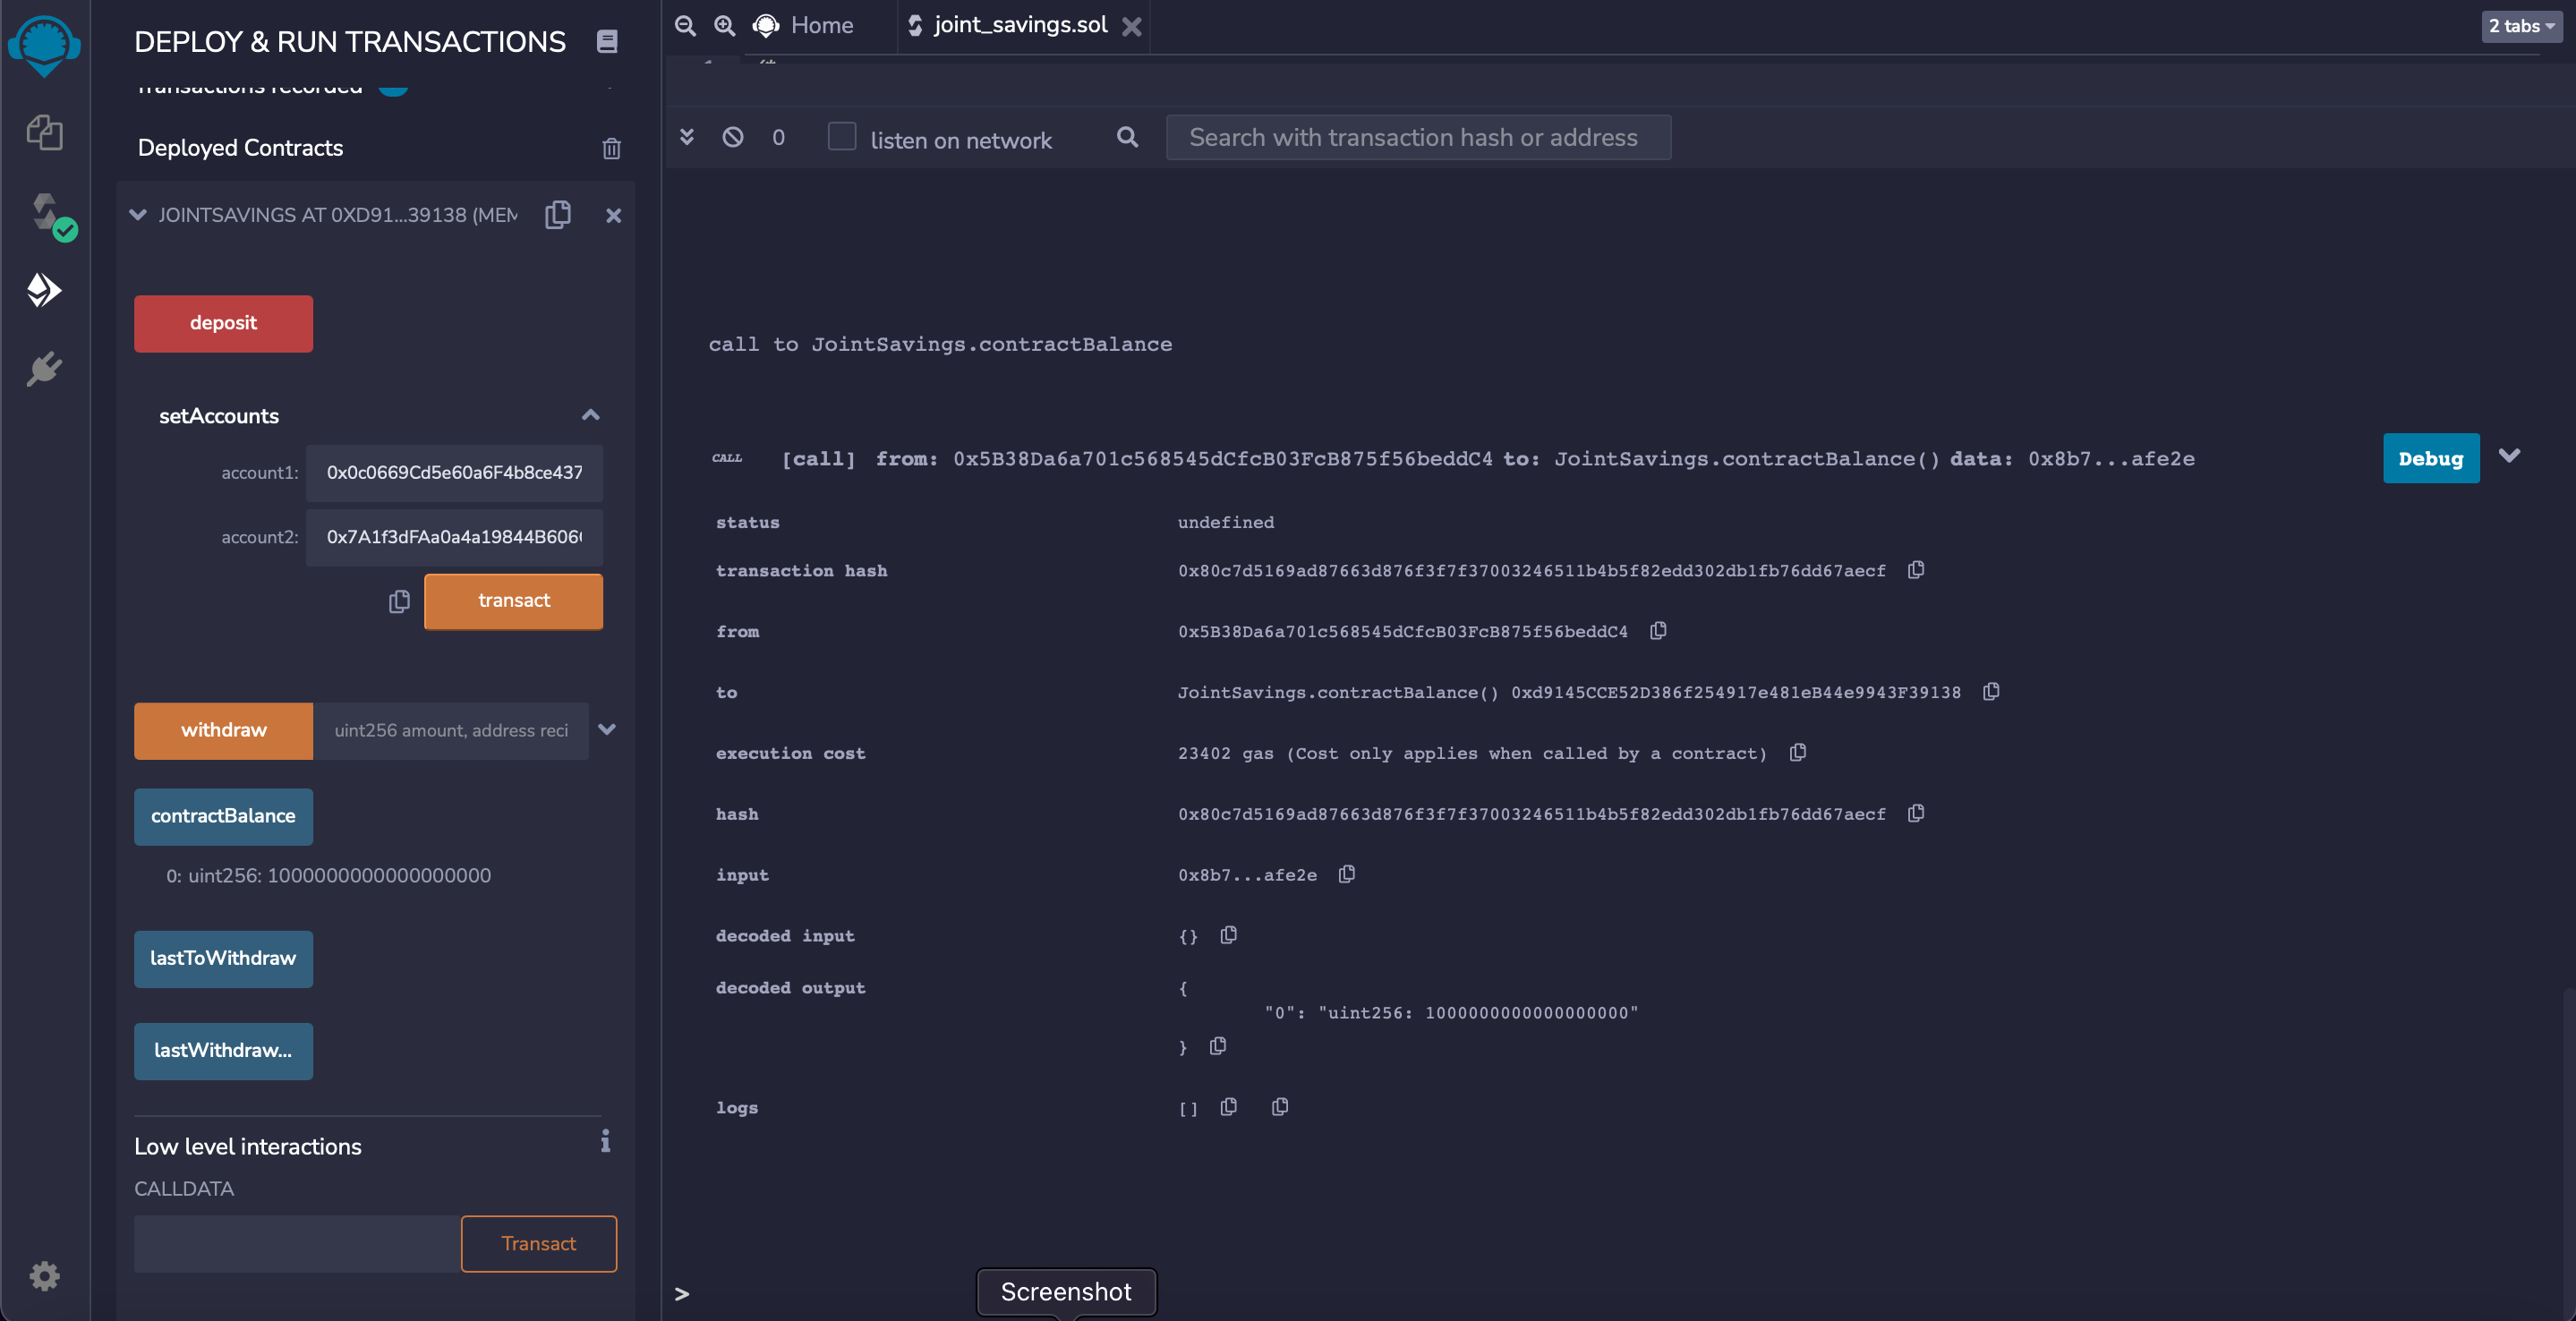 DEPLOY & RUN TRANSACTIONS
Transactions recorded
Deployed Contracts
JOINTSAVINGS AT 0XD91...39138 (MEM
deposit
setAccounts
account1: 0x0c0669Cd5e60a6F4b8ce437
account2: 0x7A1f3dFAa0a4a19844B606
transact
withdraw uint256 amount, address reci
contractBalance
0: uint256: 1000000000000000000
lastToWithdraw
lastWithdraw...
Low level interactions
CALLDATA
Transact
Home joint_savings.sol 2 tabs
1 /*
0 listen on network Search with transaction hash or address
call to JointSavings.contractBalance
CALL [call] from: 0x5B38Da6a701c568545dCfcB03FcB875f56beddC4 to: JointSavings.contractBalance() data: 0x8b7...afe2e Debug
status undefined
transaction hash 0x80c7d5169ad87663d876f3f7f37003246511b4b5f82edd302db1fb76dd67aecf
from 0x5B38Da6a701c568545dCfcB03FcB875f56beddC4
to JointSavings.contractBalance() 0xd9145CCE52D386f254917e481eB44e9943F39138
execution cost 23402 gas (Cost only applies when called by a contract)
hash 0x80c7d5169ad87663d876f3f7f37003246511b4b5f82edd302db1fb76dd67aecf
input 0x8b7...afe2e
decoded input {}
decoded output {
"0": "uint256: 1000000000000000000"
}
logs []
>
Screenshot